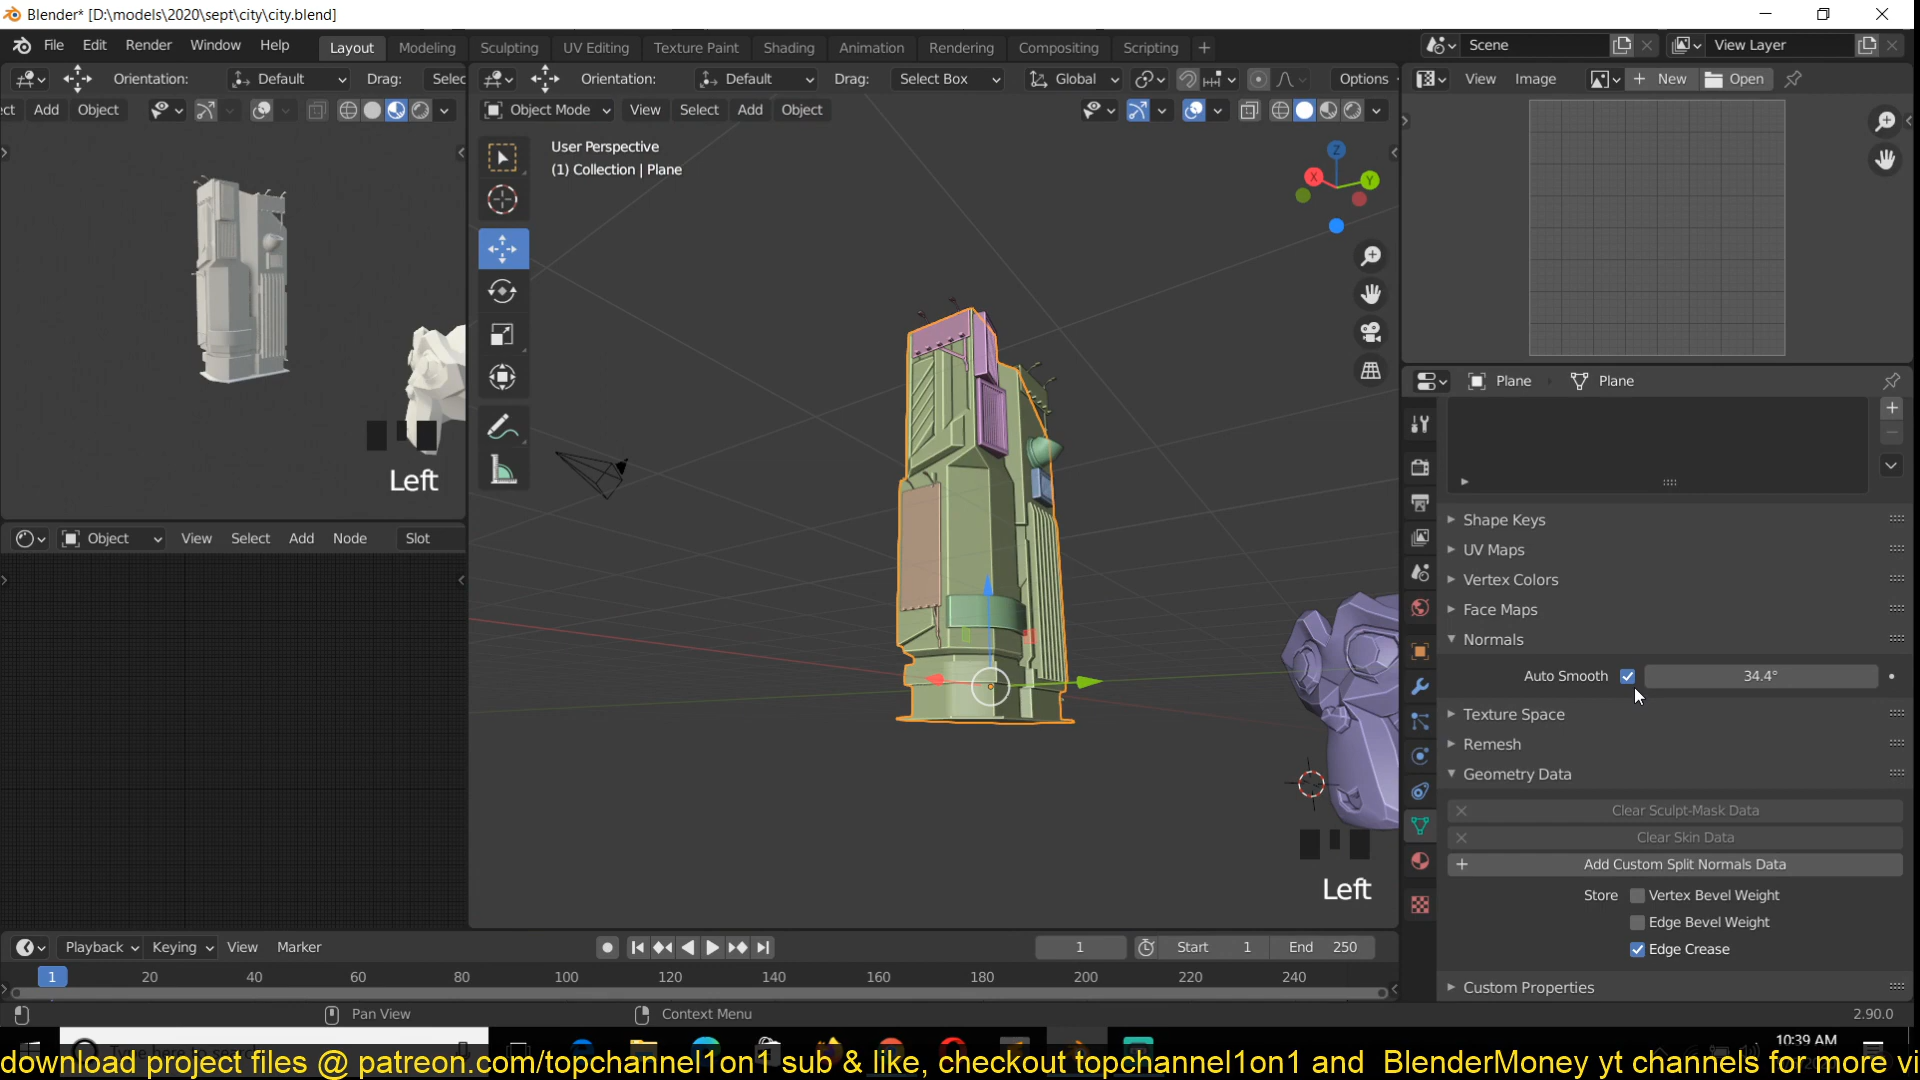 Blender* [D:\models\2020\sept\city\city.blend]
File Edit Render Window Help Layout Modeling Sculpting UV Editing Texture Paint Shading Animation Rendering Compositing Scripting + Scene View Layer
Orientation: Default Drag: Selec Orientation: Default Drag: Select Box Global Options View Image + New Open
ct Add Object Object Mode View Select Add Object
User Perspective
(1) Collection | Plane
Z
X
Y
Plane Plane
Left
Shape Keys
UV Maps
Vertex Colors
Face Maps
Normals
Auto Smooth 34.4°
Texture Space
Remesh
Geometry Data
Clear Sculpt-Mask Data
Clear Skin Data
Add Custom Split Normals Data
Store Vertex Bevel Weight
Edge Bevel Weight
Edge Crease
Custom Properties
Object View Select Add Node Slot
Left
Playback Keying View Marker 1 Start 1 End 250
1 20 40 60 80 100 120 140 160 180 200 220 240
Pan View Context Menu 2.90.0
10:39 AM
download project files @ patreon.com/topchannel1on1 sub & like, checkout topchannel1on1 and BlenderMoney yt channels for more vi